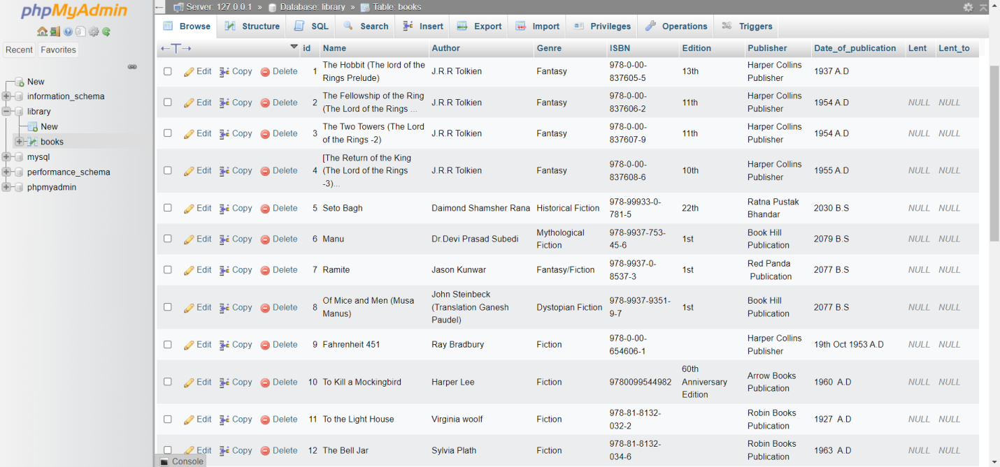 phpMyAdmin
Recent Favorites
New
information_schema
library
New
books
mysql
performance_schema
phpmyadmin
Server: 127.0.0.1 » Database: library » Table: books
Browse Structure SQL Search Insert Export Import Privileges Operations Triggers
←T→ id Name Author Genre ISBN Edition Publisher Date_of_publication Lent Lent_to
Edit Copy Delete 1 The Hobbit (The lord of the Rings Prelude) J.R.R Tolkien Fantasy 978-0-00-837605-5 13th Harper Collins Publisher 1937 A.D
Edit Copy Delete 2 The Fellowship of the Ring (The Lord of the Rings ... J.R.R Tolkien Fantasy 978-0-00-837606-2 11th Harper Collins Publisher 1954 A.D NULL NULL
Edit Copy Delete 3 The Two Towers (The Lord of the Rings -2) J.R.R Tolkien Fantasy 978-0-00-837607-9 11th Harper Collins Publisher 1954 A.D NULL NULL
Edit Copy Delete 4 [The Return of the King (The Lord of the Rings -3)... J.R.R Tolkien Fantasy 978-0-00-837608-6 10th Harper Collins Publisher 1955 A.D NULL NULL
Edit Copy Delete 5 Seto Bagh Daimond Shamsher Rana Historical Fiction 978-99933-0-781-5 22th Ratna Pustak Bhandar 2030 B.S NULL NULL
Edit Copy Delete 6 Manu Dr.Devi Prasad Subedi Mythological Fiction 978-9937-753-45-6 1st Book Hill Publication 2079 B.S NULL NULL
Edit Copy Delete 7 Ramite Jason Kunwar Fantasy/Fiction 978-9937-0-8537-3 1st Red Panda Publication 2077 B.S NULL NULL
Edit Copy Delete 8 Of Mice and Men (Musa Manus) John Steinbeck (Translation Ganesh Paudel) Dystopian Fiction 978-9937-9351-9-7 1st Book Hill Publication 2077 B.S NULL NULL
Edit Copy Delete 9 Fahrenheit 451 Ray Bradbury Fiction 978-0-00-654606-1 Harper Collins Publisher 19th Oct 1953 A.D NULL NULL
Edit Copy Delete 10 To Kill a Mockingbird Harper Lee Fiction 9780099544982 60th Anniversary Edition Arrow Books Publication 1960 A.D NULL NULL
Edit Copy Delete 11 To the Light House Virginia woolf Fiction 978-81-8132-032-2 Robin Books Publication 1927 A.D NULL NULL
Edit Copy Delete 12 The Bell Jar Sylvia Plath Fiction 978-81-8132-034-6 Robin Books Publication 1963 A.D NULL NULL
Console